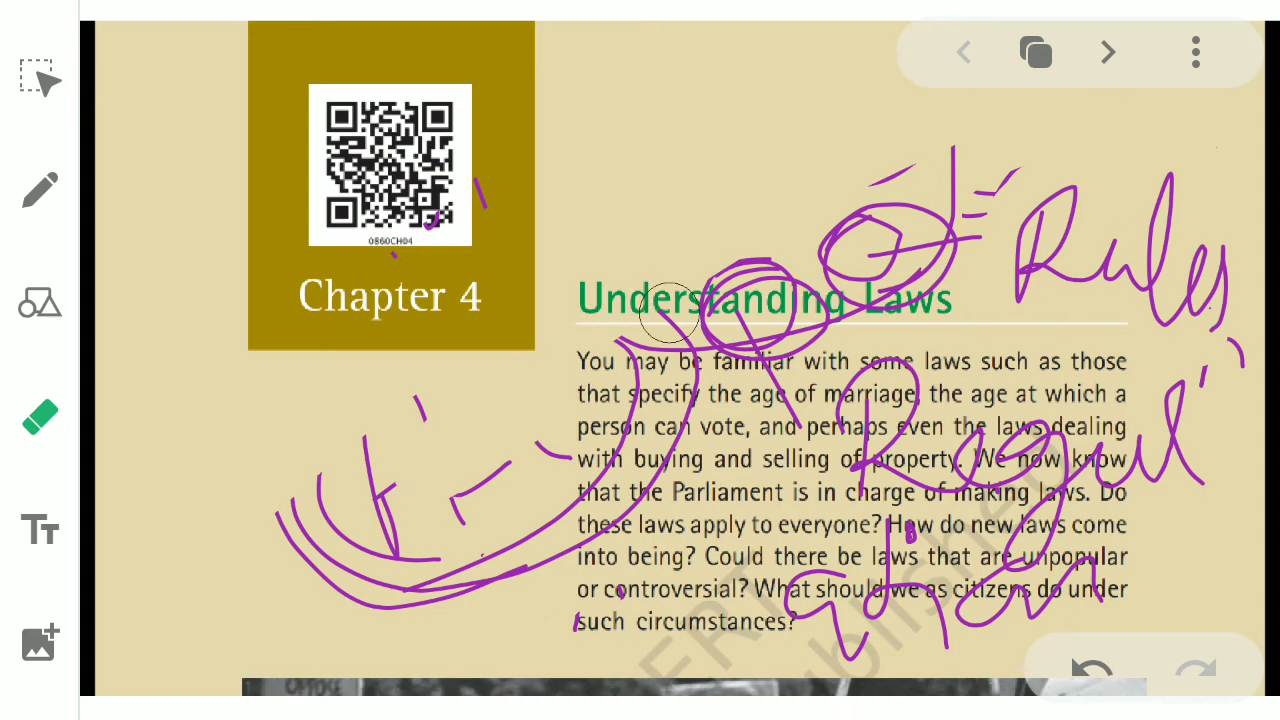 0860CH04
Chapter 4
Rules
Understanding Laws
You may be familiar with some laws such as those
that specify the age of marriage, the age at which a
person can vote, and perhaps even the laws dealing
with buying and selling of property. We now know
that the Parliament is in charge of making laws. Do
these laws apply to everyone? How do new laws come
into being? Could there be laws that are unpopular
or controversial? What should we as citizens do under
such circumstances?
OPPOSE
Tt